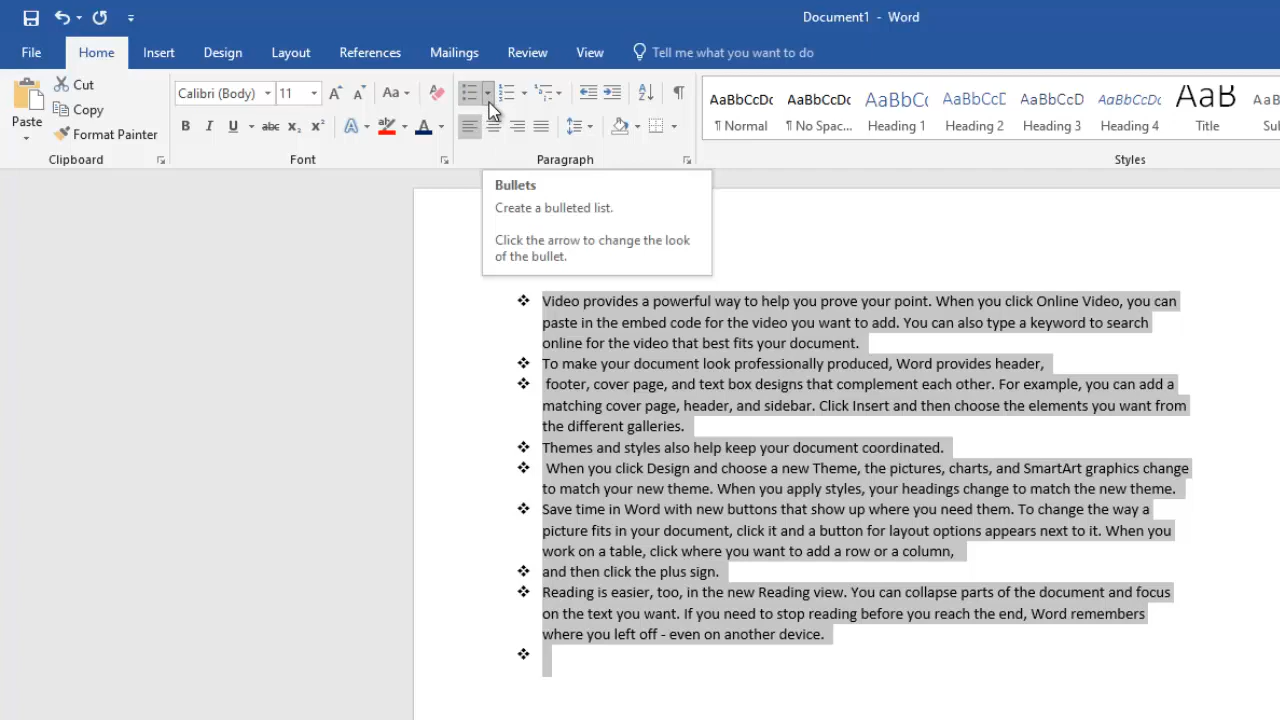 Document1 - Word
File Home Insert Design Layout References Mailings Review View Tell me what you want to do
Cut
Copy
Format Painter
Paste
Clipboard
Calibri (Body) 11
Aa
B I U abc x₂ x²
Font
Paragraph
AaBbCcDc AaBbCcDc AaBbCc AaBbCcD AaBbCcDc AaBbCcDc AaB AaBb
¶ Normal ¶ No Spac... Heading 1 Heading 2 Heading 3 Heading 4 Title Sul
Styles
Bullets
Create a bulleted list.
Click the arrow to change the look
of the bullet.
❖ Video provides a powerful way to help you prove your point. When you click Online Video, you can
paste in the embed code for the video you want to add. You can also type a keyword to search
online for the video that best fits your document.
❖ To make your document look professionally produced, Word provides header,
❖ footer, cover page, and text box designs that complement each other. For example, you can add a
matching cover page, header, and sidebar. Click Insert and then choose the elements you want from
the different galleries.
❖ Themes and styles also help keep your document coordinated.
❖ When you click Design and choose a new Theme, the pictures, charts, and SmartArt graphics change
to match your new theme. When you apply styles, your headings change to match the new theme.
❖ Save time in Word with new buttons that show up where you need them. To change the way a
picture fits in your document, click it and a button for layout options appears next to it. When you
work on a table, click where you want to add a row or a column,
❖ and then click the plus sign.
❖ Reading is easier, too, in the new Reading view. You can collapse parts of the document and focus
on the text you want. If you need to stop reading before you reach the end, Word remembers
where you left off - even on another device.
❖